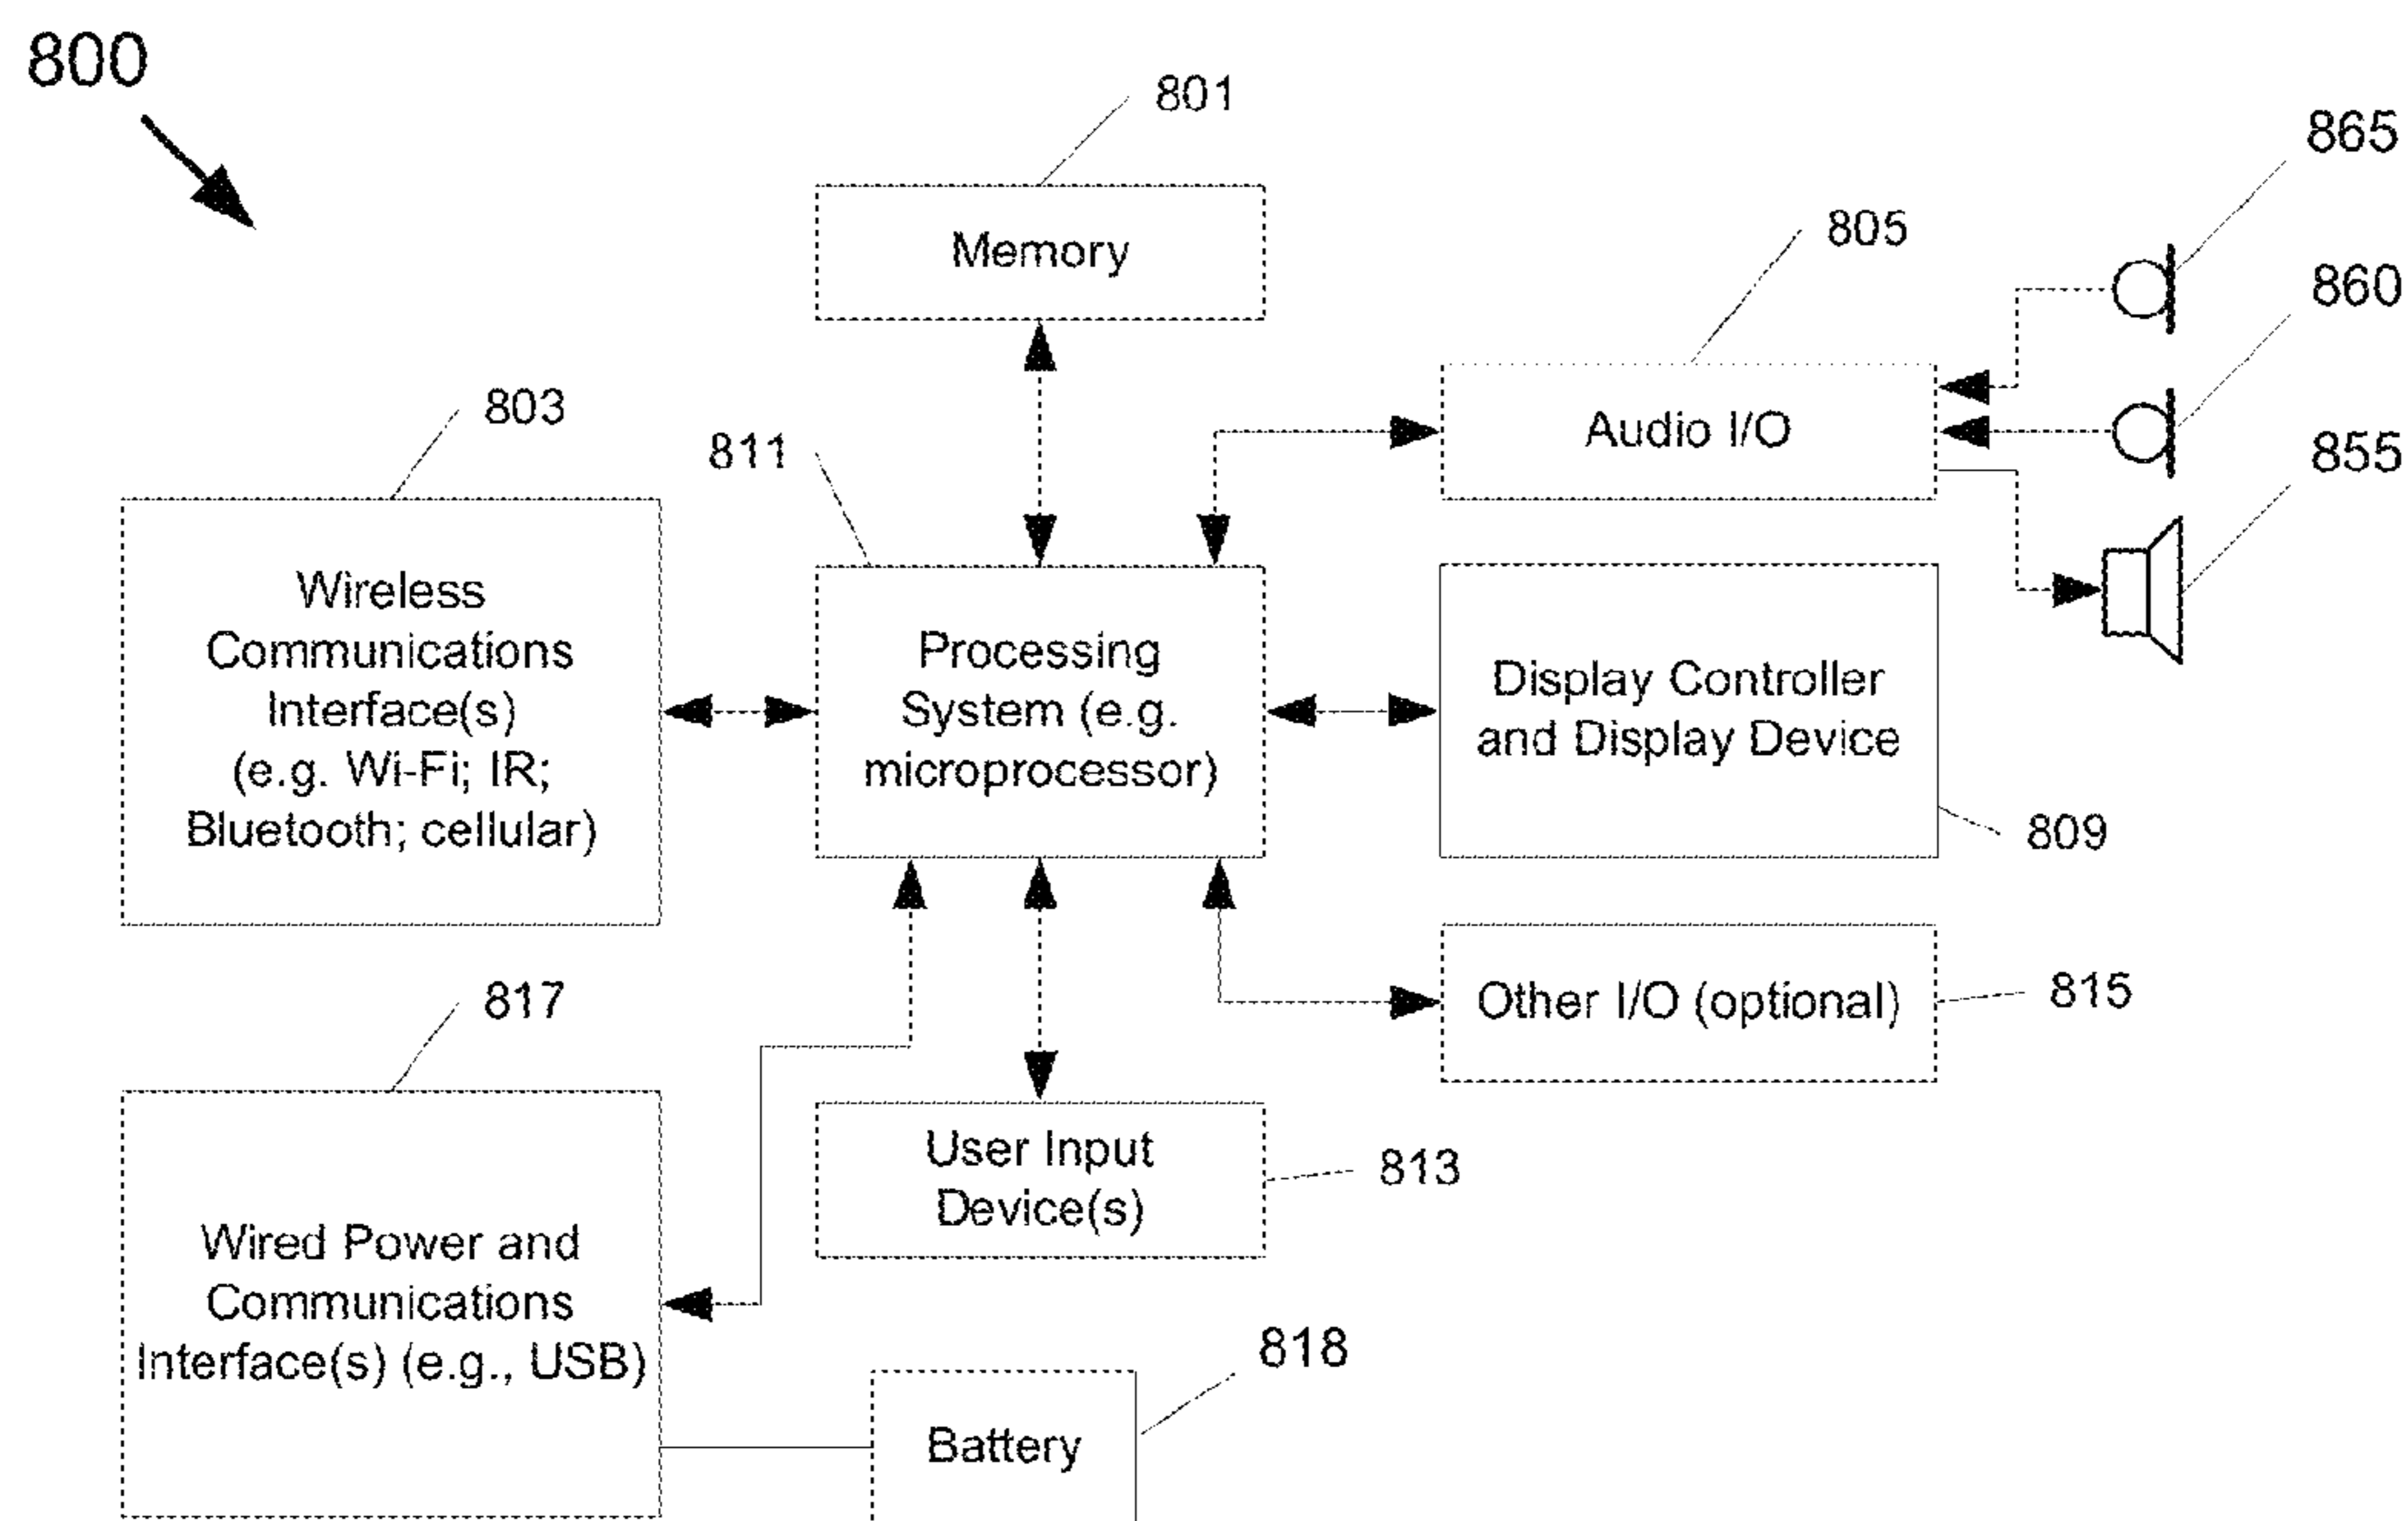 800
801
865
Memory
805
860
803
811
Audio I/O
855
Wireless
Communications
Interface(s)
(e.g. Wi-Fi; IR;
Bluetooth; cellular)
Processing
System (e.g.
microprocessor)
Display Controller
and Display Device
809
817
Other I/O (optional)
815
User Input
Device(s)
813
Wired Power and
Communications
Interface(s) (e.g., USB)
818
Battery